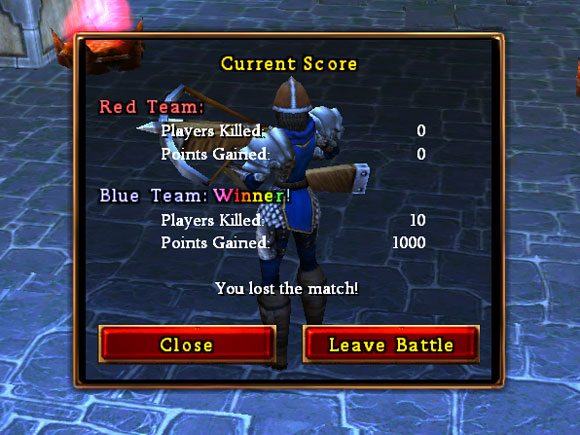 Current Score
Red Team:
Players Killed: 0
Points Gained: 0
Blue Team: Winner!
Players Killed: 10
Points Gained: 1000
You lost the match!
Close Leave Battle